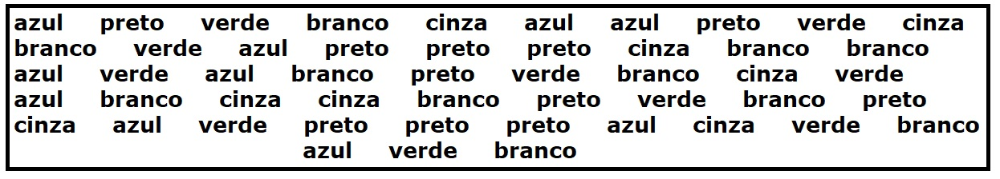 azul preto verde branco cinza azul azul preto verde cinza
branco verde azul preto preto preto cinza branco branco
azul verde azul branco preto verde branco cinza verde
azul branco cinza cinza branco preto verde branco preto
cinza azul verde preto preto preto azul cinza verde branco
azul verde branco